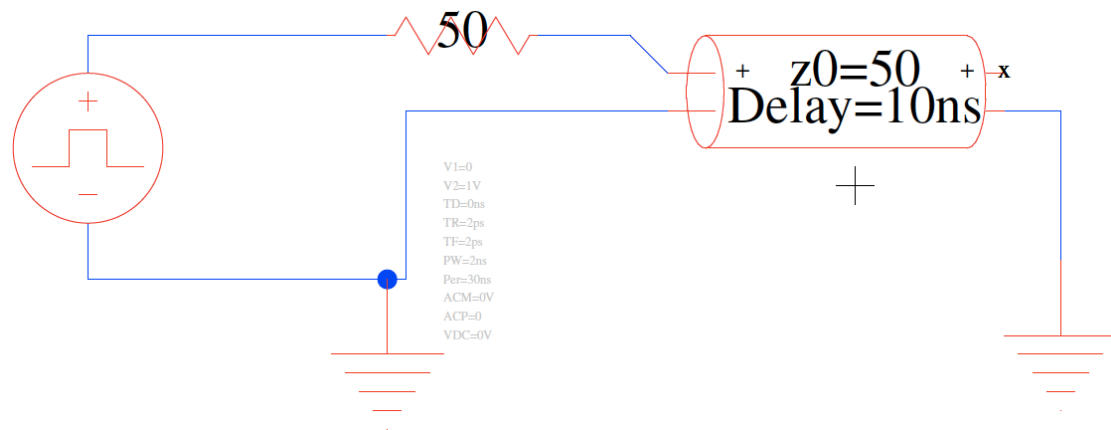 50
+ z0=50 + x
Delay=10ns
V1=0
V2=1V
TD=0ns
TR=2ps
TF=2ps
PW=2ns
Per=30ns
ACM=0V
ACP=0
VDC=0V